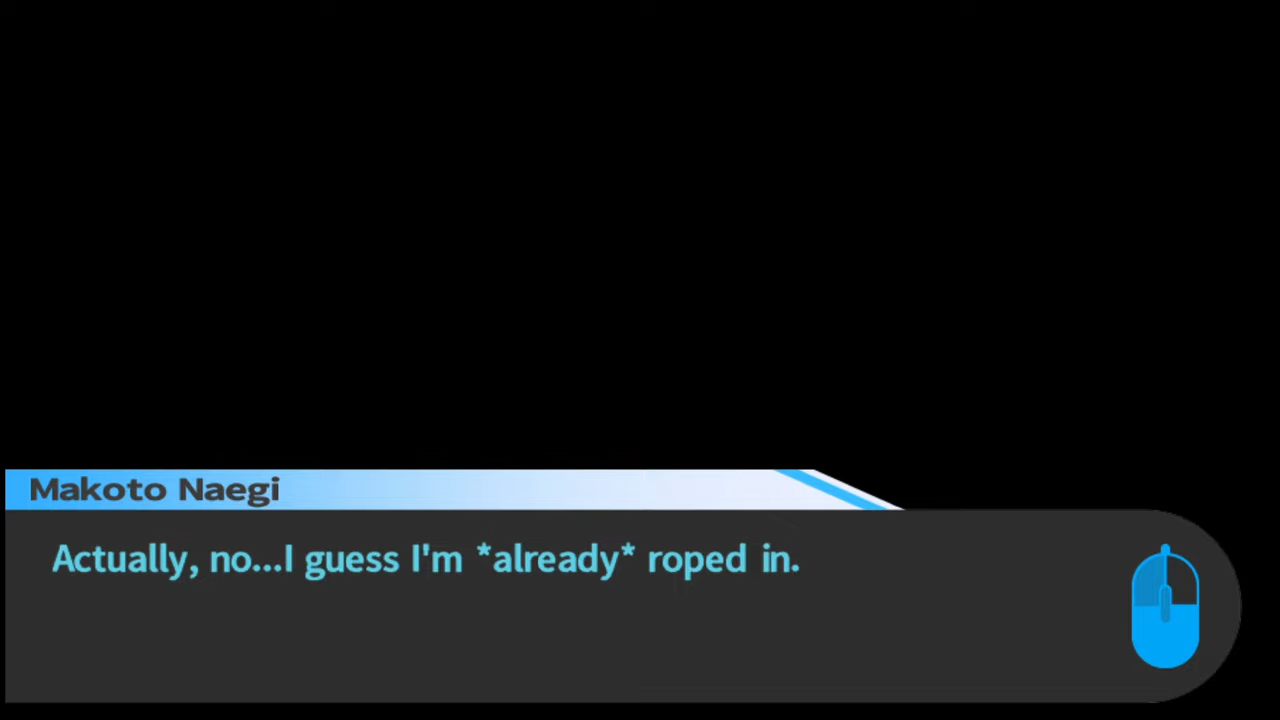 Makoto Naegi
Actually, no...I guess I'm *already* roped in.